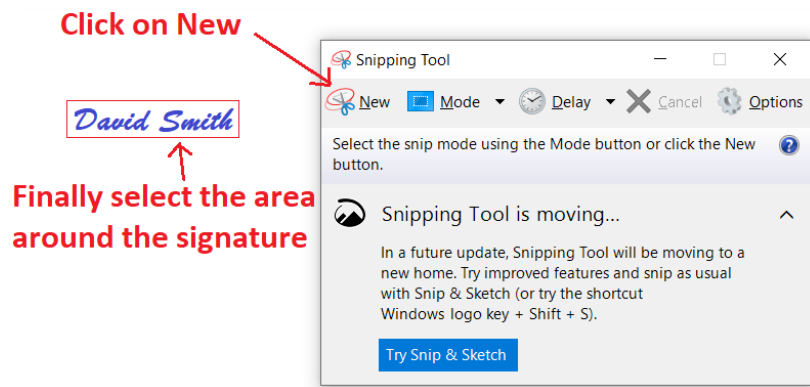 Click on New
David Smith
Finally select the area
around the signature
Snipping Tool
New Mode Delay Cancel Options
Select the snip mode using the Mode button or click the New
button.
Snipping Tool is moving...
In a future update, Snipping Tool will be moving to a
new home. Try improved features and snip as usual
with Snip & Sketch (or try the shortcut
Windows logo key + Shift + S).
Try Snip & Sketch